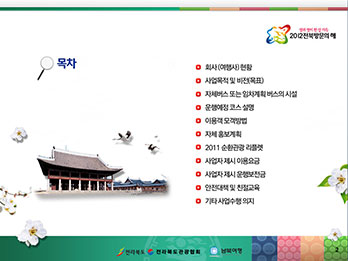 2012전북방문의 해
목차
회사 (여행사) 현황
사업목적 및 비전(목표)
자체버스 또는 임차계획 버스의 시설
운행예정 코스 설명
이용객 모객방법
자체 홍보계획
2011 순환관광 리플렛
사업자 제시 이용요금
사업자 제시 운행보전금
안전대책 및 친절교육
기타 사업수행 의지
전라북도 전라북도관광협회 남북여행